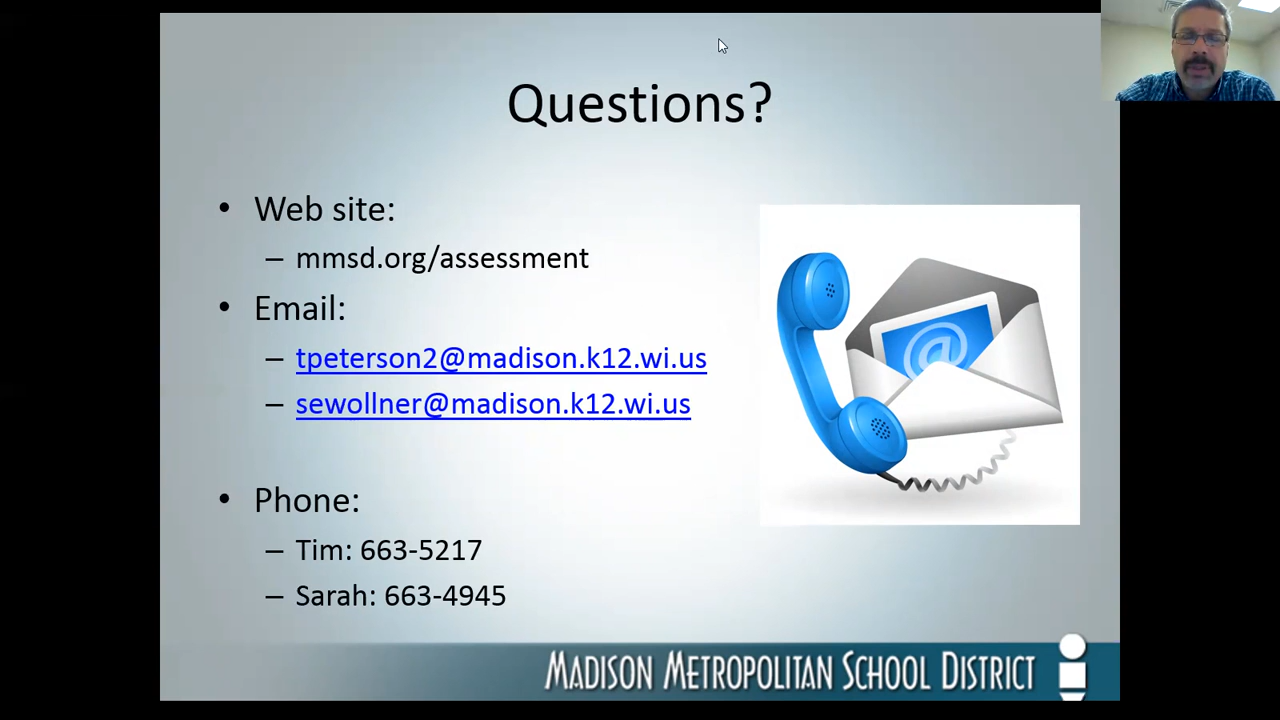 Questions?
• Web site:
– mmsd.org/assessment
• Email:
– tpeterson2@madison.k12.wi.us
– sewollner@madison.k12.wi.us
• Phone:
– Tim: 663-5217
– Sarah: 663-4945
@
MADISON METROPOLITAN SCHOOL DISTRICT